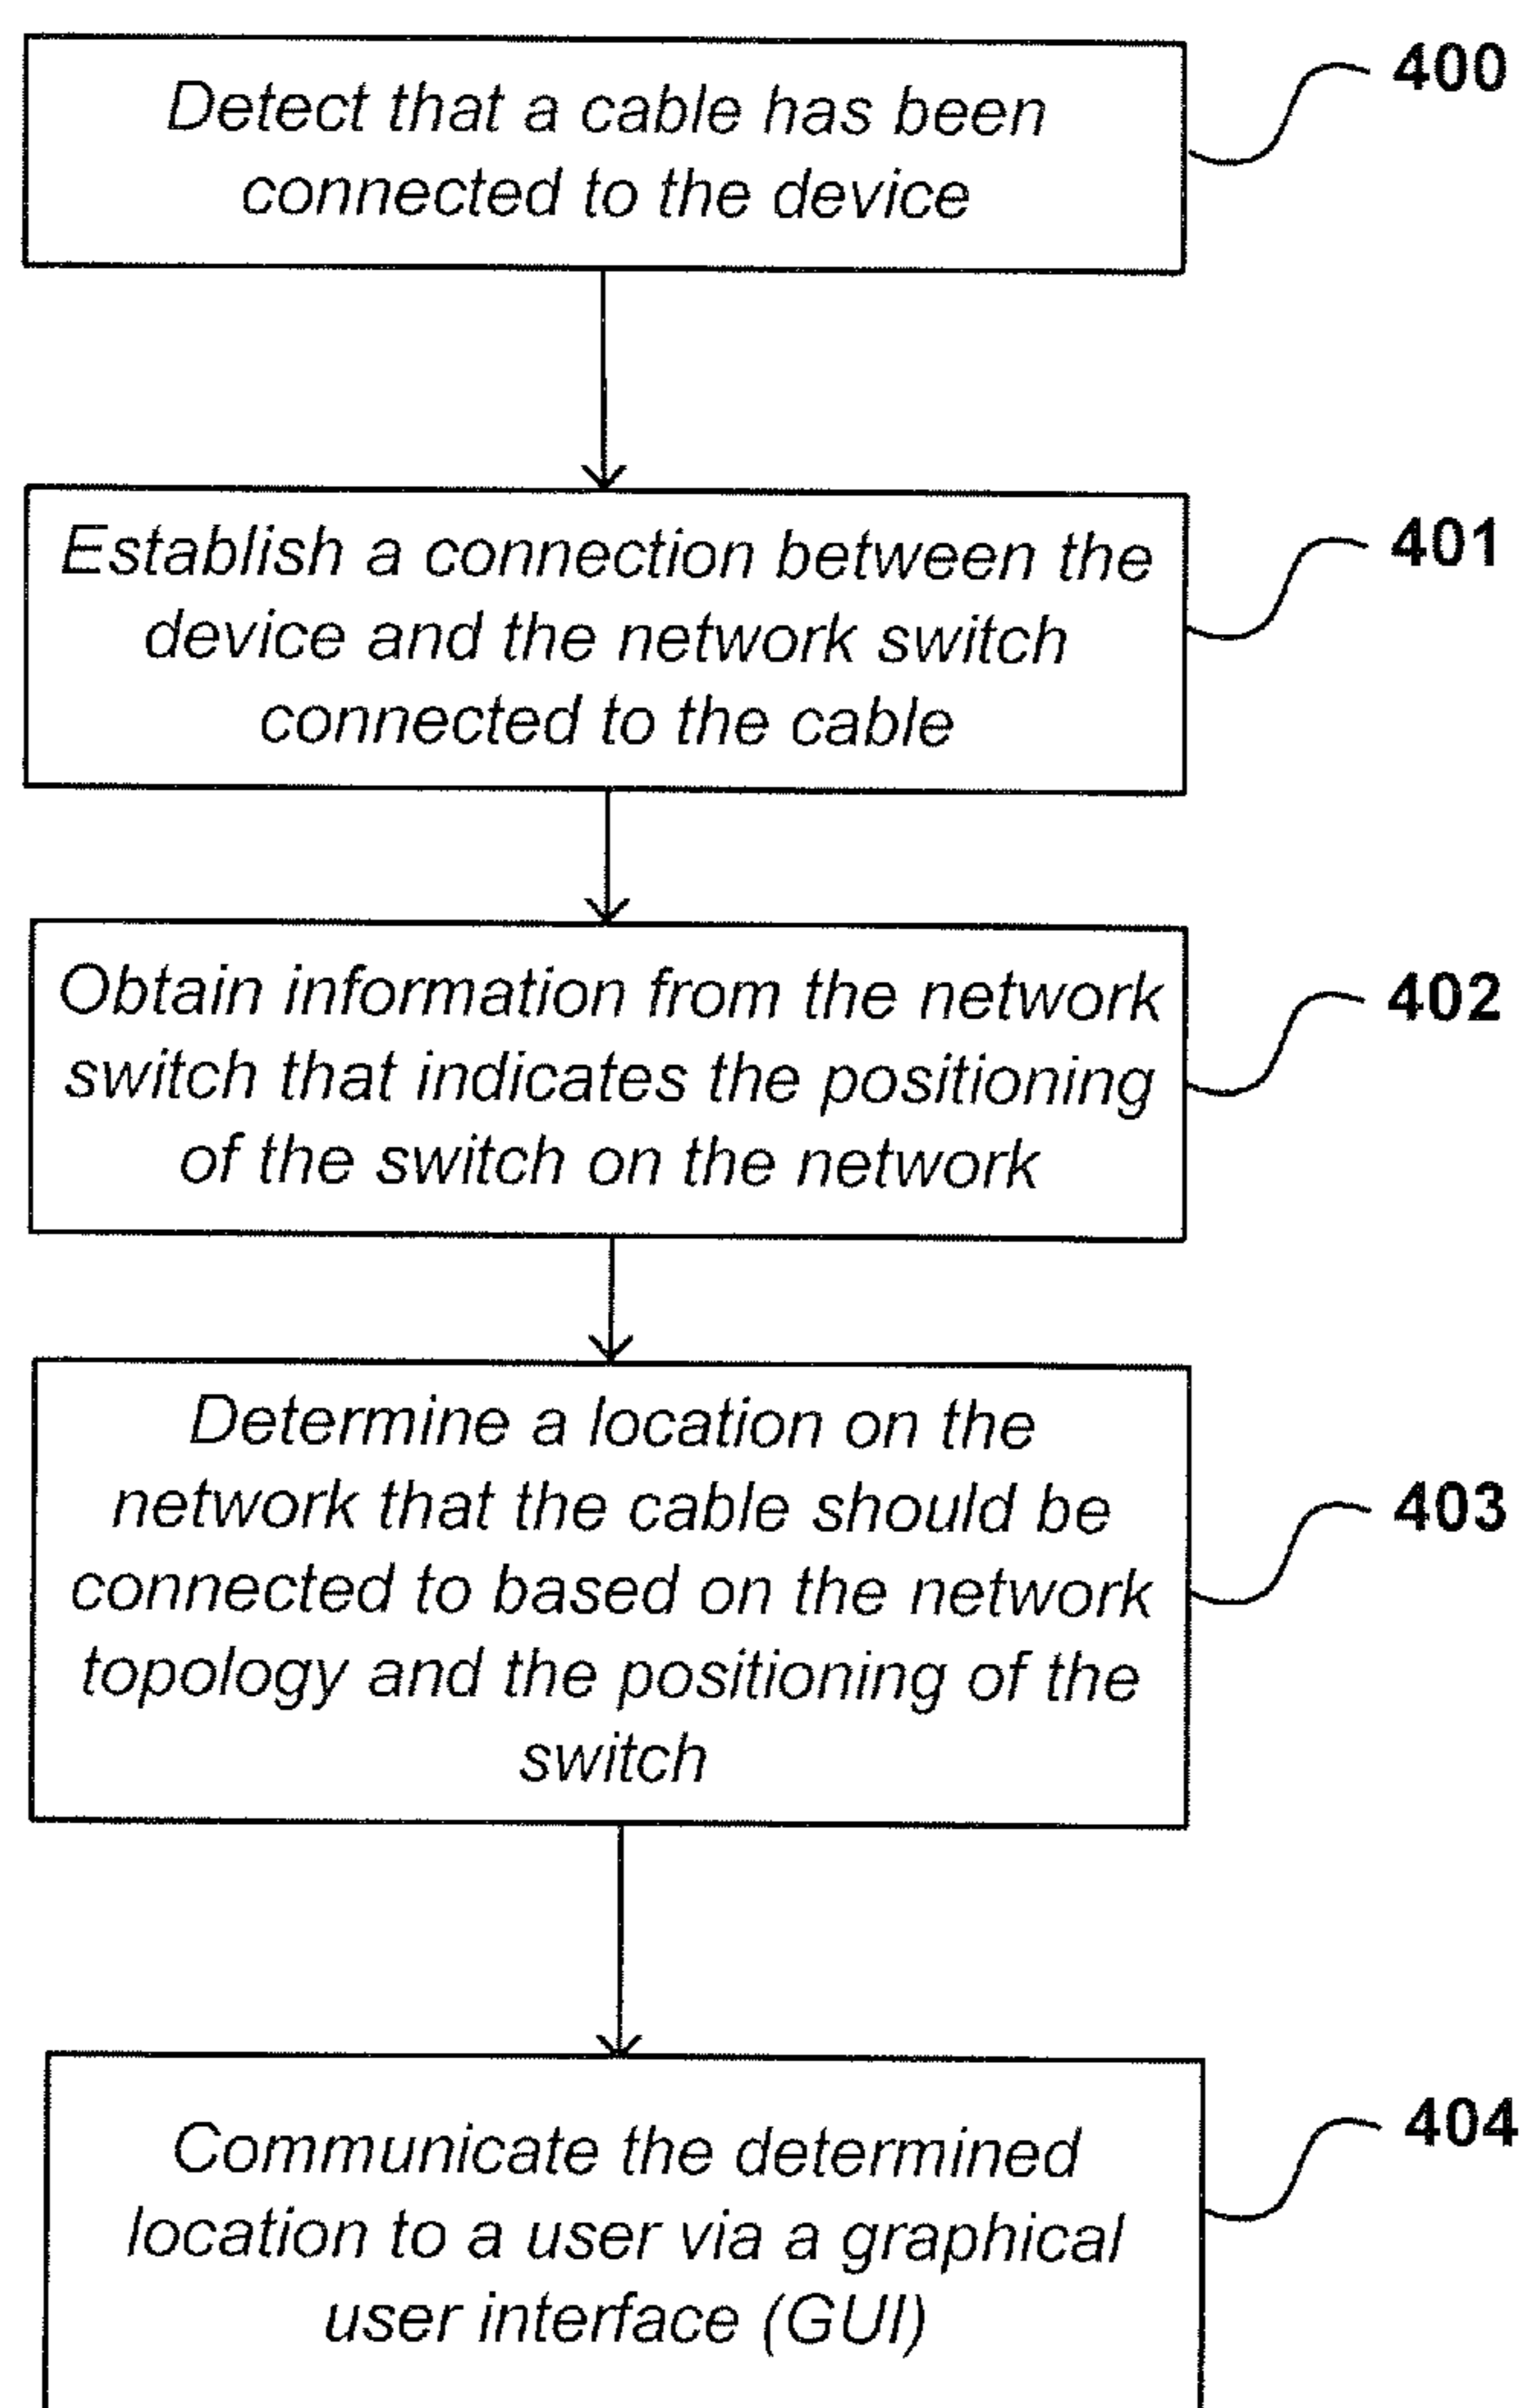 Detect that a cable has been
connected to the device
400
Establish a connection between the
device and the network switch
connected to the cable
401
Obtain information from the network
switch that indicates the positioning
of the switch on the network
402
Determine a location on the
network that the cable should be
connected to based on the network
topology and the positioning of the
switch
403
Communicate the determined
location to a user via a graphical
user interface (GUI)
404